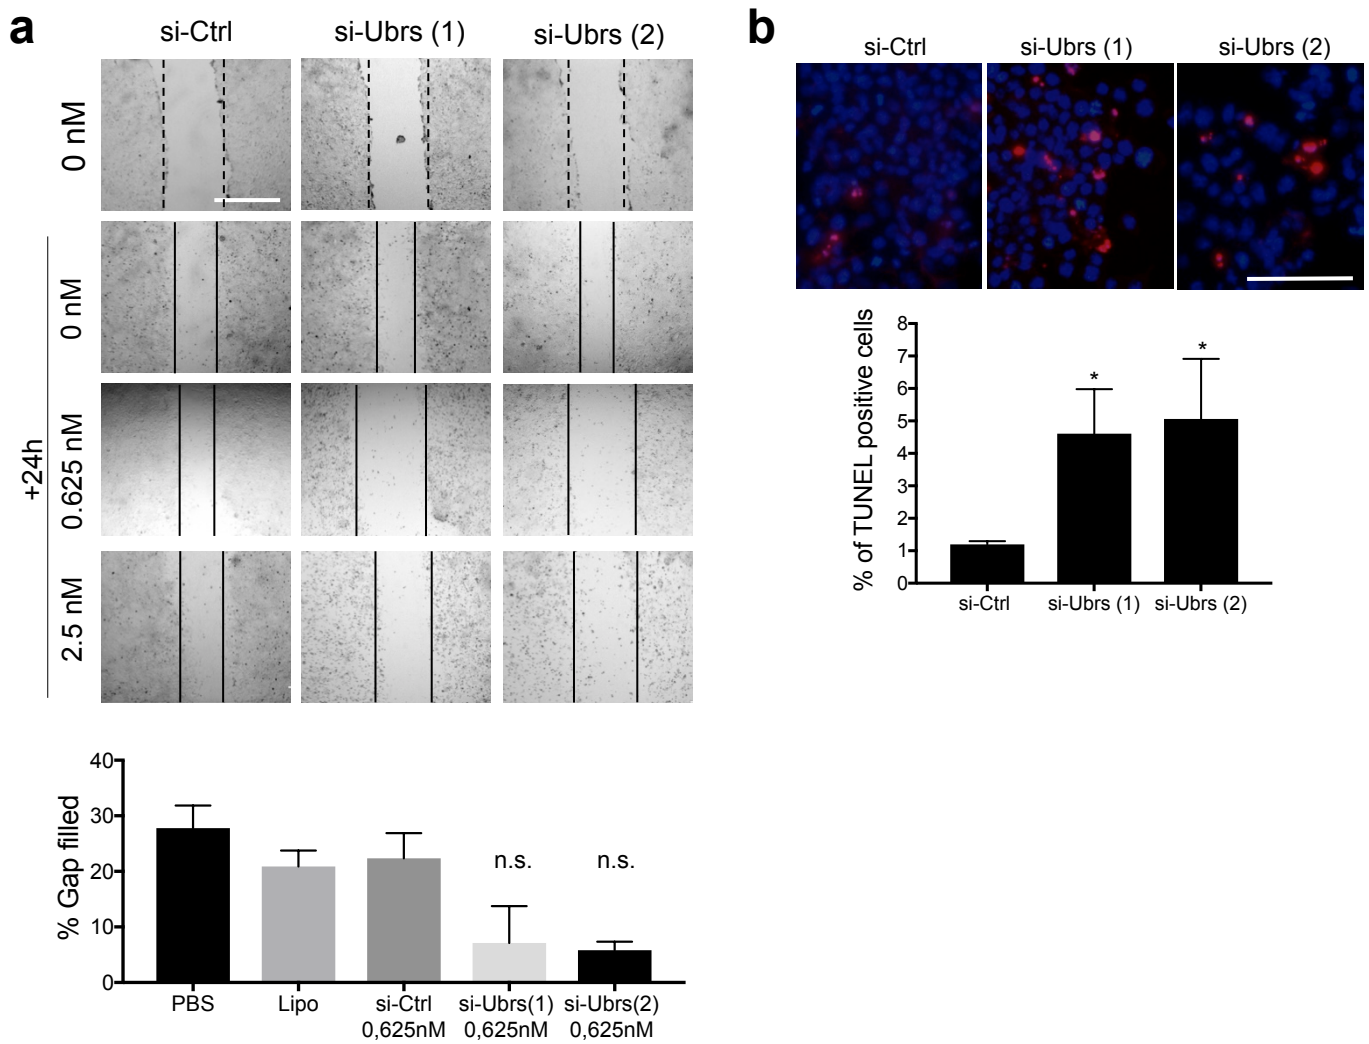 a
si-Ctrl
si-Ubrs (1)
si-Ubrs (2)
0 nM
+24h
0 nM
0.625 nM
2.5 nM
% Gap filled
40
30
20
10
0
PBS
Lipo
si-Ctrl
0,625nM
n.s.
si-Ubrs(1)
0,625nM
n.s.
si-Ubrs(2)
0,625nM
b
si-Ctrl
si-Ubrs (1)
si-Ubrs (2)
% of TUNEL positive cells
8
7
6
5
4
3
2
1
0
*
*
si-Ctrl
si-Ubrs (1)
si-Ubrs (2)